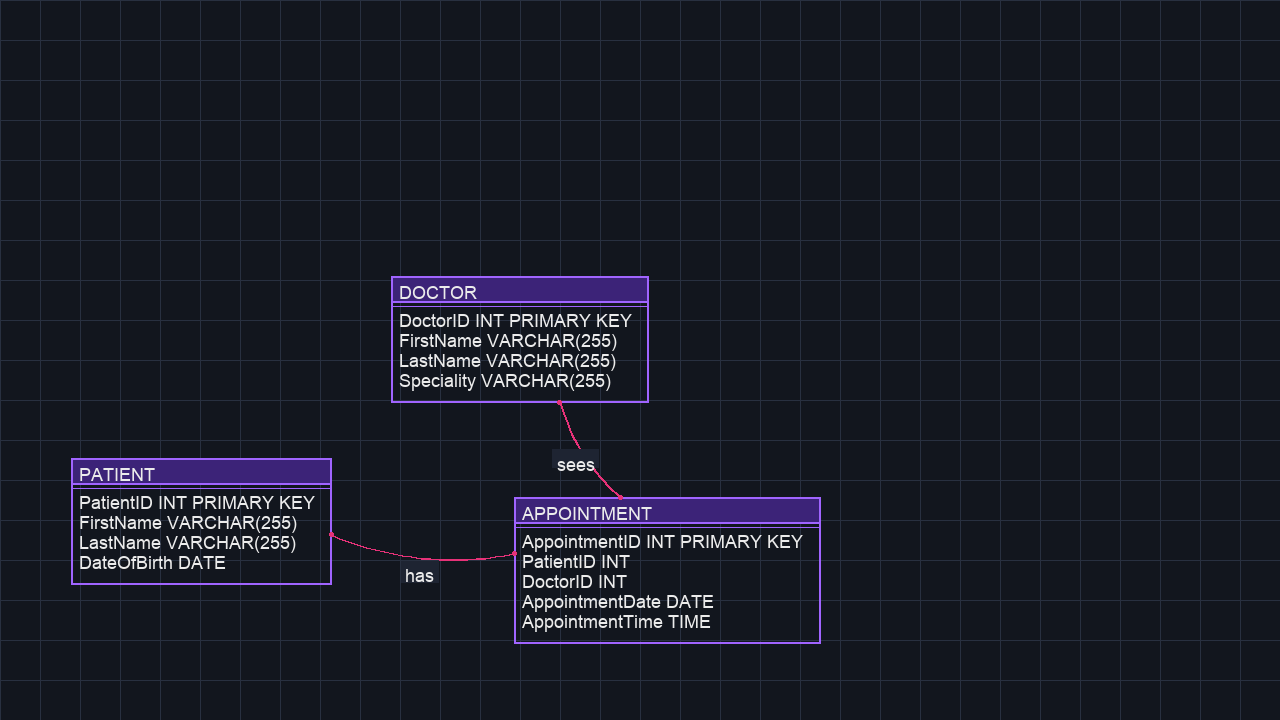 DOCTOR
DoctorID INT PRIMARY KEY
FirstName VARCHAR(255)
LastName VARCHAR(255)
Speciality VARCHAR(255)
sees
PATIENT
PatientID INT PRIMARY KEY
FirstName VARCHAR(255)
LastName VARCHAR(255)
DateOfBirth DATE
has
APPOINTMENT
AppointmentID INT PRIMARY KEY
PatientID INT
DoctorID INT
AppointmentDate DATE
AppointmentTime TIME